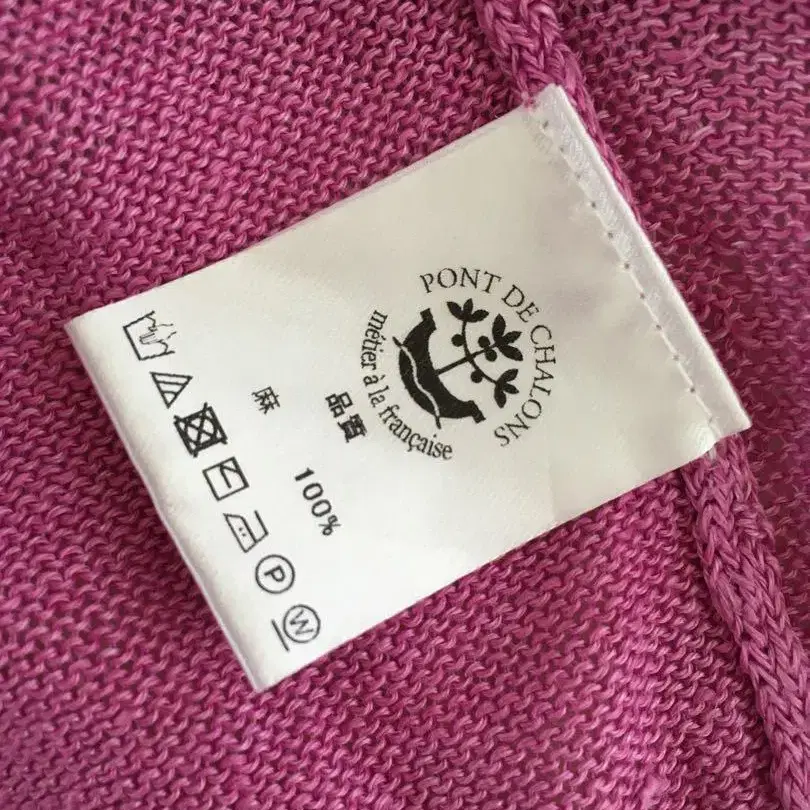 PONT DE CHALONS
métier à la française
品質
麻 100%
P
W